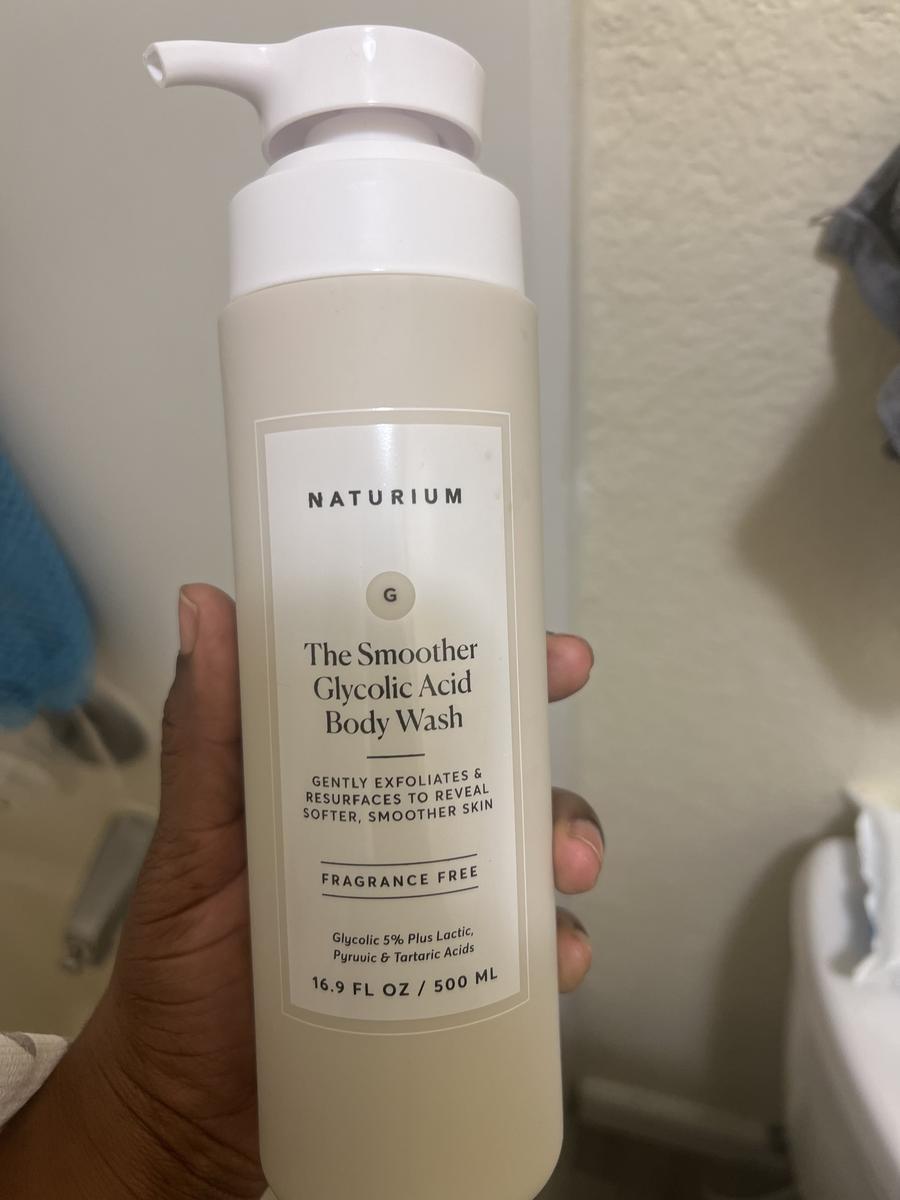 NATURIUM
G
The Smoother
Glycolic Acid
Body Wash
GENTLY EXFOLIATES &
RESURFACES TO REVEAL
SOFTER, SMOOTHER SKIN
FRAGRANCE FREE
Glycolic 5% Plus Lactic,
Pyruvic & Tartaric Acids
16.9 FL OZ / 500 ML